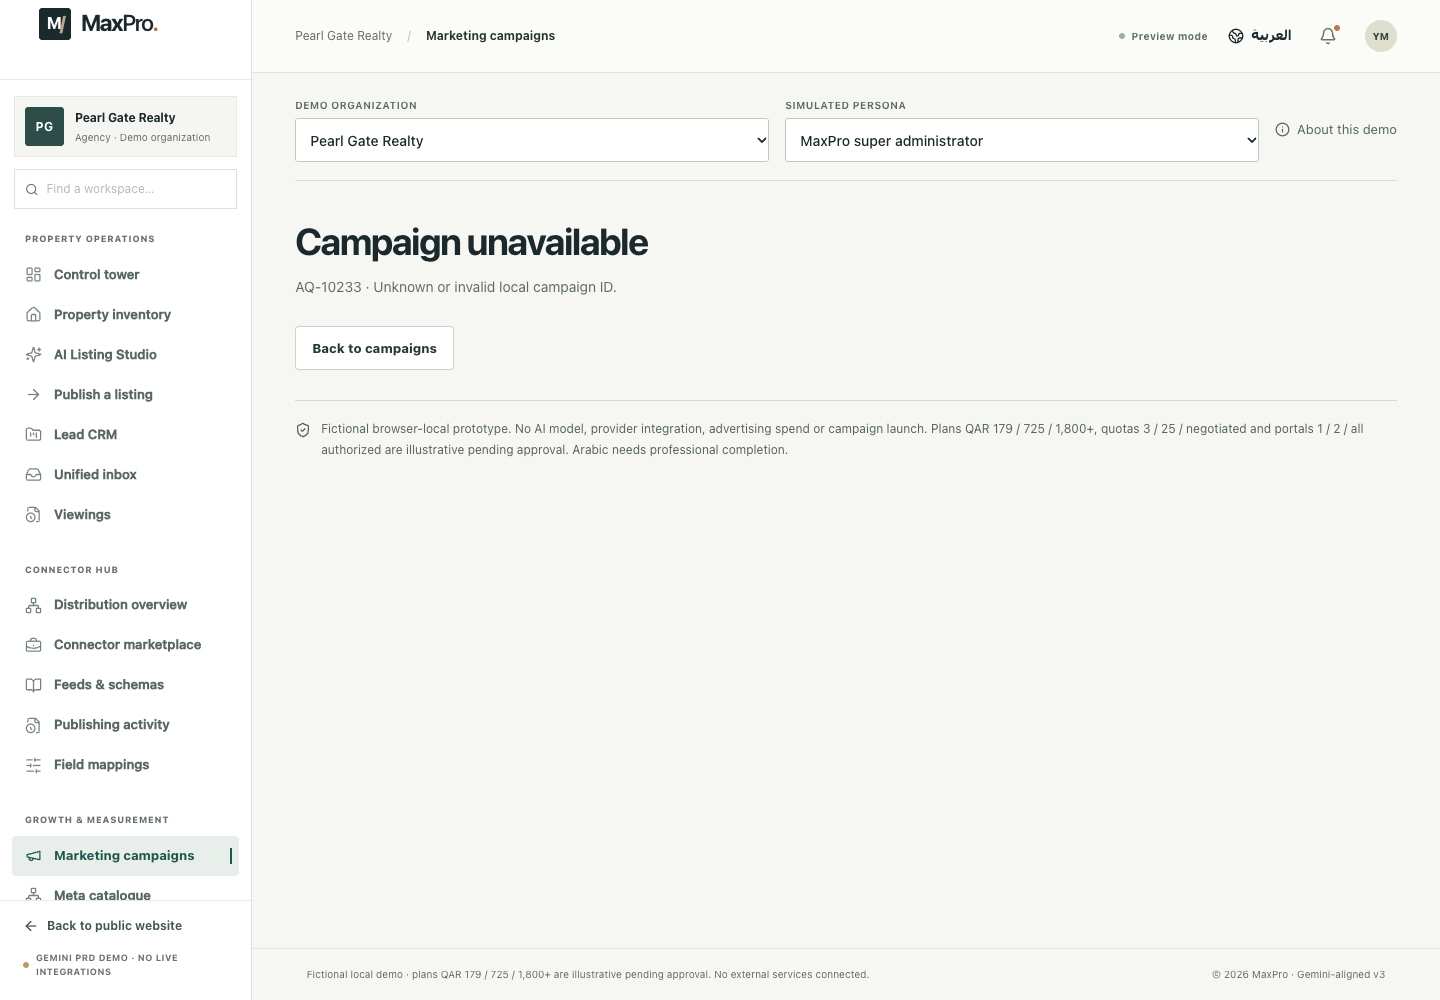 M/ MaxPro.
PG
Pearl Gate Realty
Agency · Demo organization
Find a workspace...
PROPERTY OPERATIONS
Control tower
Property inventory
AI Listing Studio
Publish a listing
Lead CRM
Unified inbox
Viewings
CONNECTOR HUB
Distribution overview
Connector marketplace
Feeds & schemas
Publishing activity
Field mappings
GROWTH & MEASUREMENT
Marketing campaigns
Meta catalogue
Back to public website
GEMINI PRD DEMO · NO LIVE
INTEGRATIONS
Pearl Gate Realty / Marketing campaigns
Preview mode
العربية
YM
DEMO ORGANIZATION
Pearl Gate Realty
SIMULATED PERSONA
MaxPro super administrator
About this demo
Campaign unavailable
AQ-10233 · Unknown or invalid local campaign ID.
Back to campaigns
Fictional browser-local prototype. No AI model, provider integration, advertising spend or campaign launch. Plans QAR 179 / 725 / 1,800+, quotas 3 / 25 / negotiated and portals 1 / 2 / all
authorized are illustrative pending approval. Arabic needs professional completion.
Fictional local demo · plans QAR 179 / 725 / 1,800+ are illustrative pending approval. No external services connected.
© 2026 MaxPro · Gemini-aligned v3